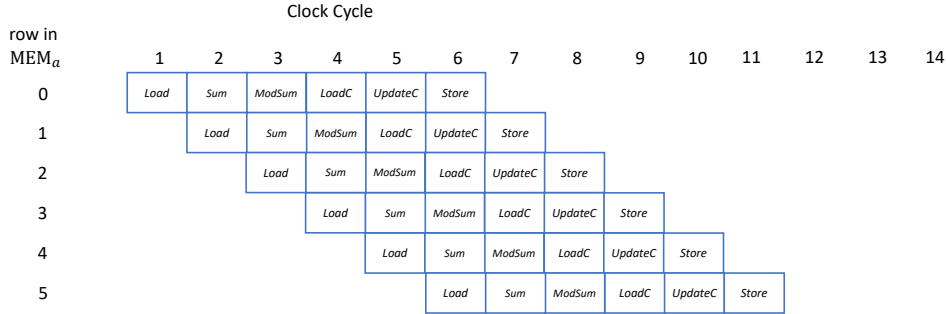 Clock Cycle
row in
MEMₐ 1 2 3 4 5 6 7 8 9 10 11 12 13 14
0 Load Sum ModSum LoadC UpdateC Store
1 Load Sum ModSum LoadC UpdateC Store
2 Load Sum ModSum LoadC UpdateC Store
3 Load Sum ModSum LoadC UpdateC Store
4 Load Sum ModSum LoadC UpdateC Store
5 Load Sum ModSum LoadC UpdateC Store